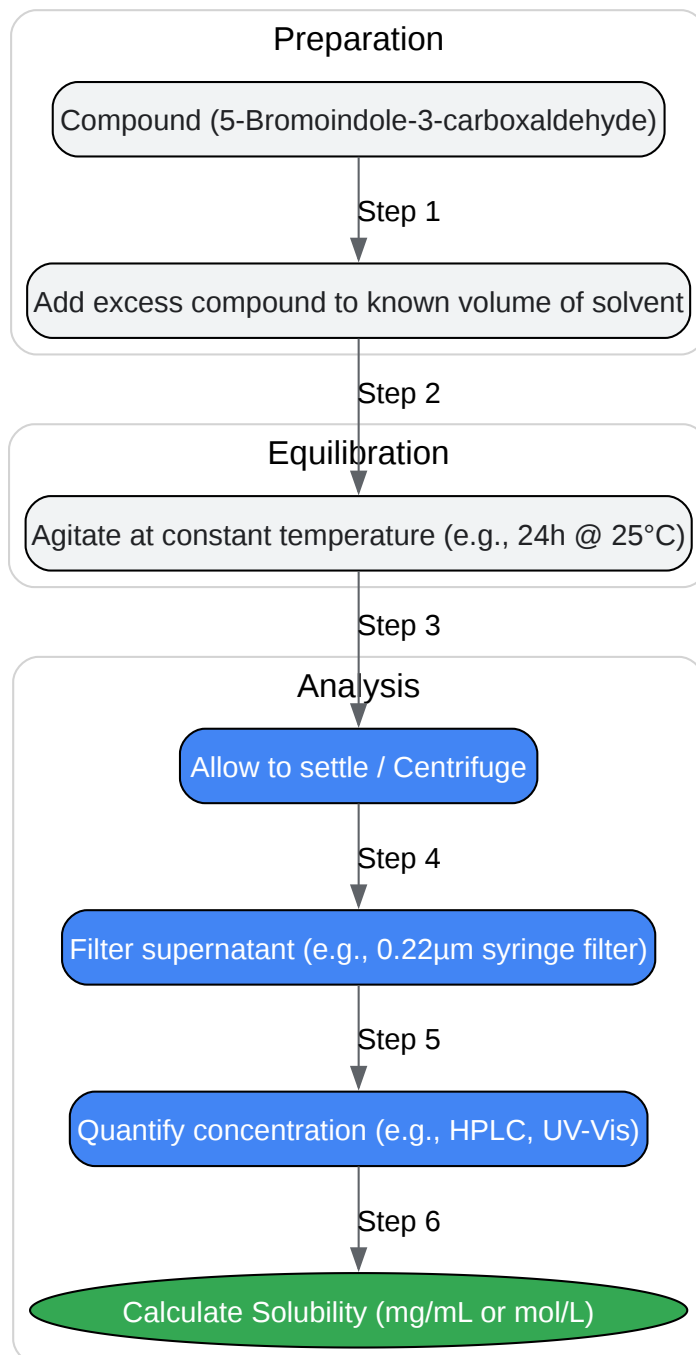 Preparation
Compound (5-Bromoindole-3-carboxaldehyde)
Step 1
Add excess compound to known volume of solvent
Step 2
Equilibration
Agitate at constant temperature (e.g., 24h @ 25°C)
Step 3
Analysis
Allow to settle / Centrifuge
Step 4
Filter supernatant (e.g., 0.22µm syringe filter)
Step 5
Quantify concentration (e.g., HPLC, UV-Vis)
Step 6
Calculate Solubility (mg/mL or mol/L)